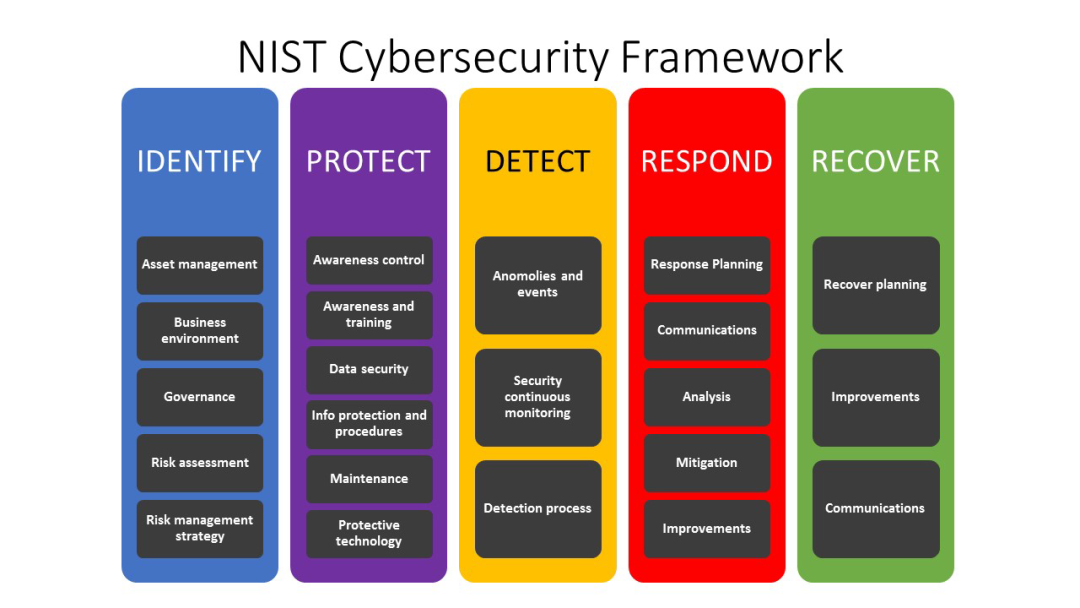 NIST Cybersecurity Framework
IDENTIFY
Asset management
Business
environment
Governance
Risk assessment
Risk management
strategy
PROTECT
Awareness control
Awareness and
training
Data security
Info protection and
procedures
Maintenance
Protective
technology
DETECT
Anomolies and
events
Security
continuous
monitoring
Detection process
RESPOND
Response Planning
Communications
Analysis
Mitigation
Improvements
RECOVER
Recover planning
Improvements
Communications